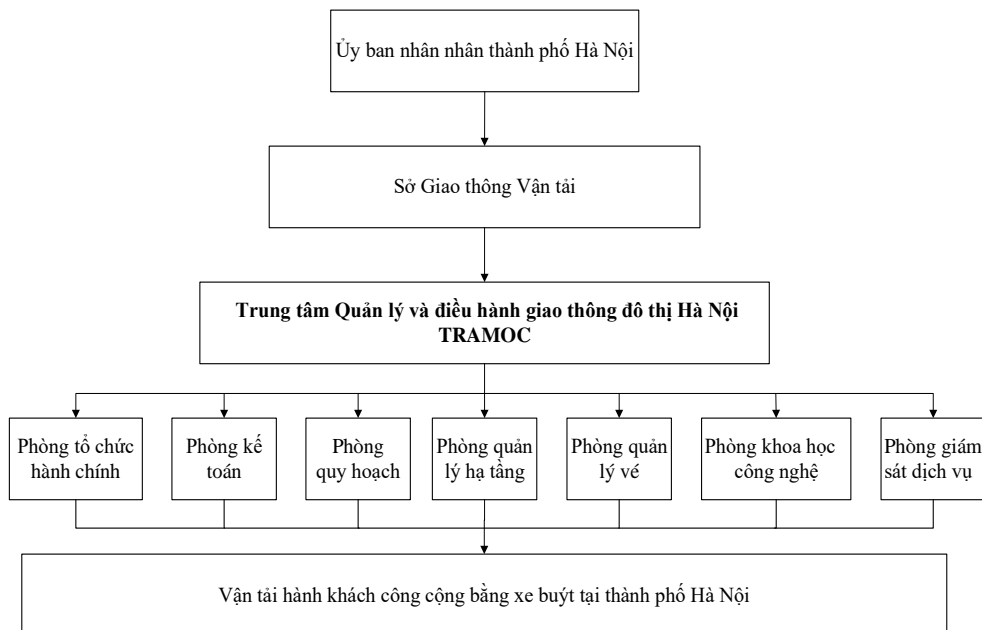 Ủy ban nhân nhân thành phố Hà Nội
Sở Giao thông Vận tải
Trung tâm Quản lý và điều hành giao thông đô thị Hà Nội
TRAMOC
Phòng tổ chức
hành chính
Phòng kế
toán
Phòng
quy hoạch
Phòng quản
lý hạ tầng
Phòng quản
lý vé
Phòng khoa học
công nghệ
Phòng giám
sát dịch vụ
Vận tải hành khách công cộng bằng xe buýt tại thành phố Hà Nội